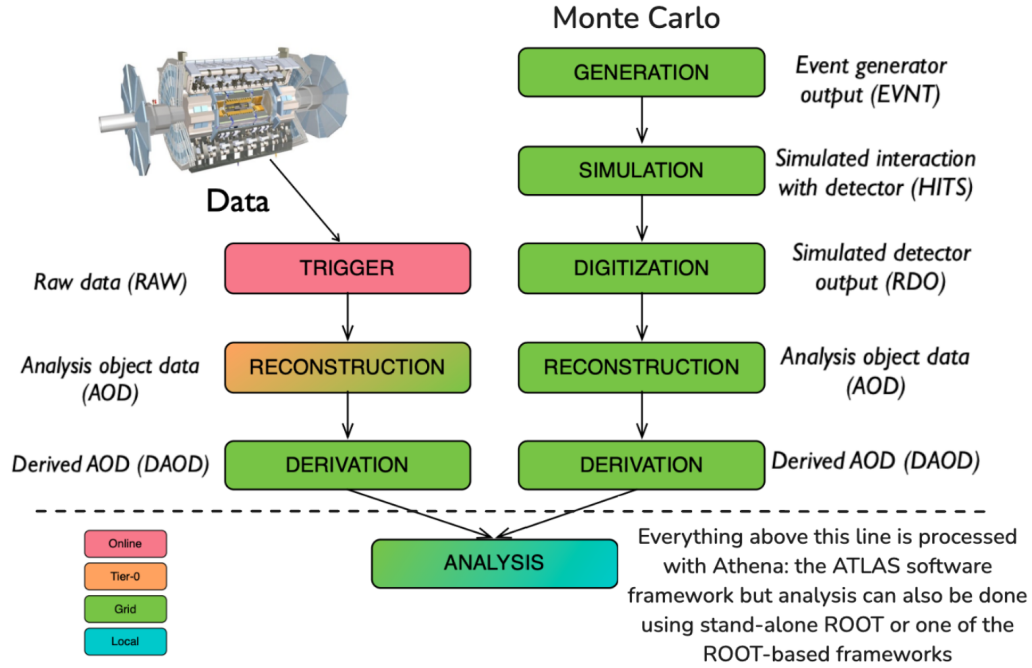 Monte Carlo
GENERATION
Event generator
output (EVNT)
SIMULATION
Simulated interaction
with detector (HITS)
Data
TRIGGER
Raw data (RAW)
DIGITIZATION
Simulated detector
output (RDO)
RECONSTRUCTION
Analysis object data
(AOD)
RECONSTRUCTION
Analysis object data
(AOD)
Derived AOD (DAOD)
DERIVATION
DERIVATION
Derived AOD (DAOD)
Online
Tier-0
Grid
Local
ANALYSIS
Everything above this line is processed
with Athena: the ATLAS software
framework but analysis can also be done
using stand-alone ROOT or one of the
ROOT-based frameworks